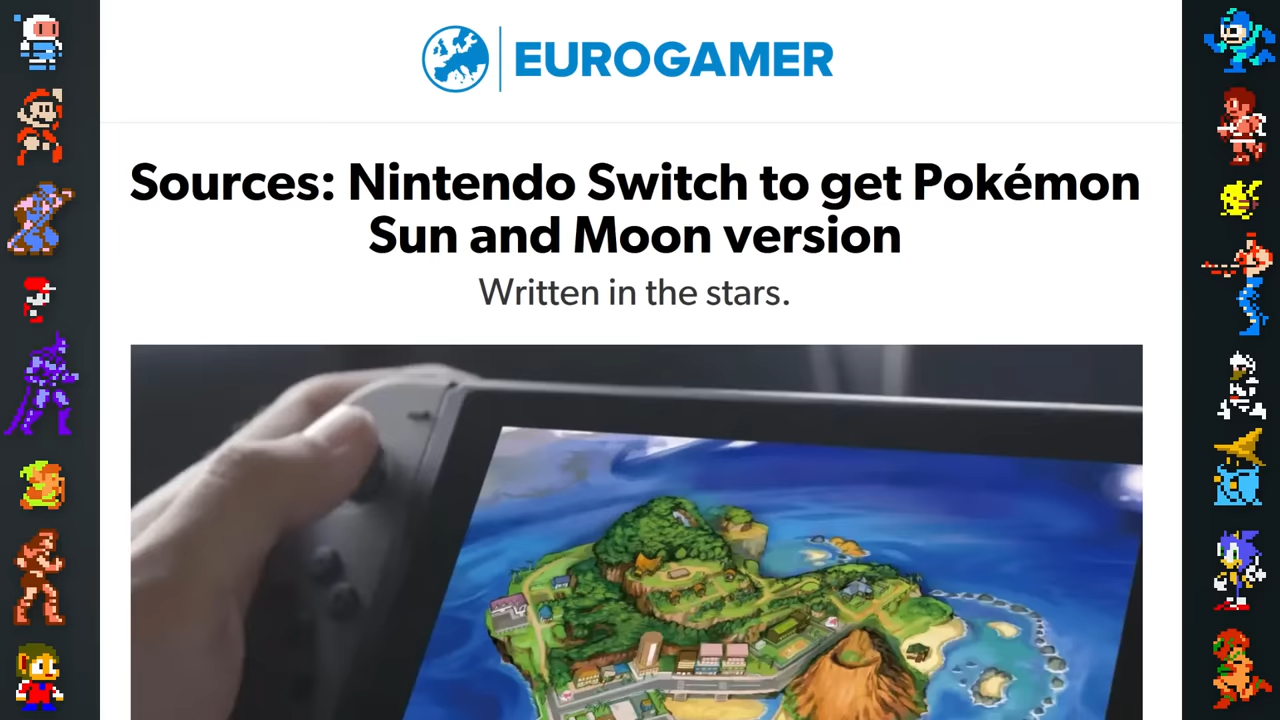 EUROGAMER
Sources: Nintendo Switch to get Pokémon
Sun and Moon version
Written in the stars.